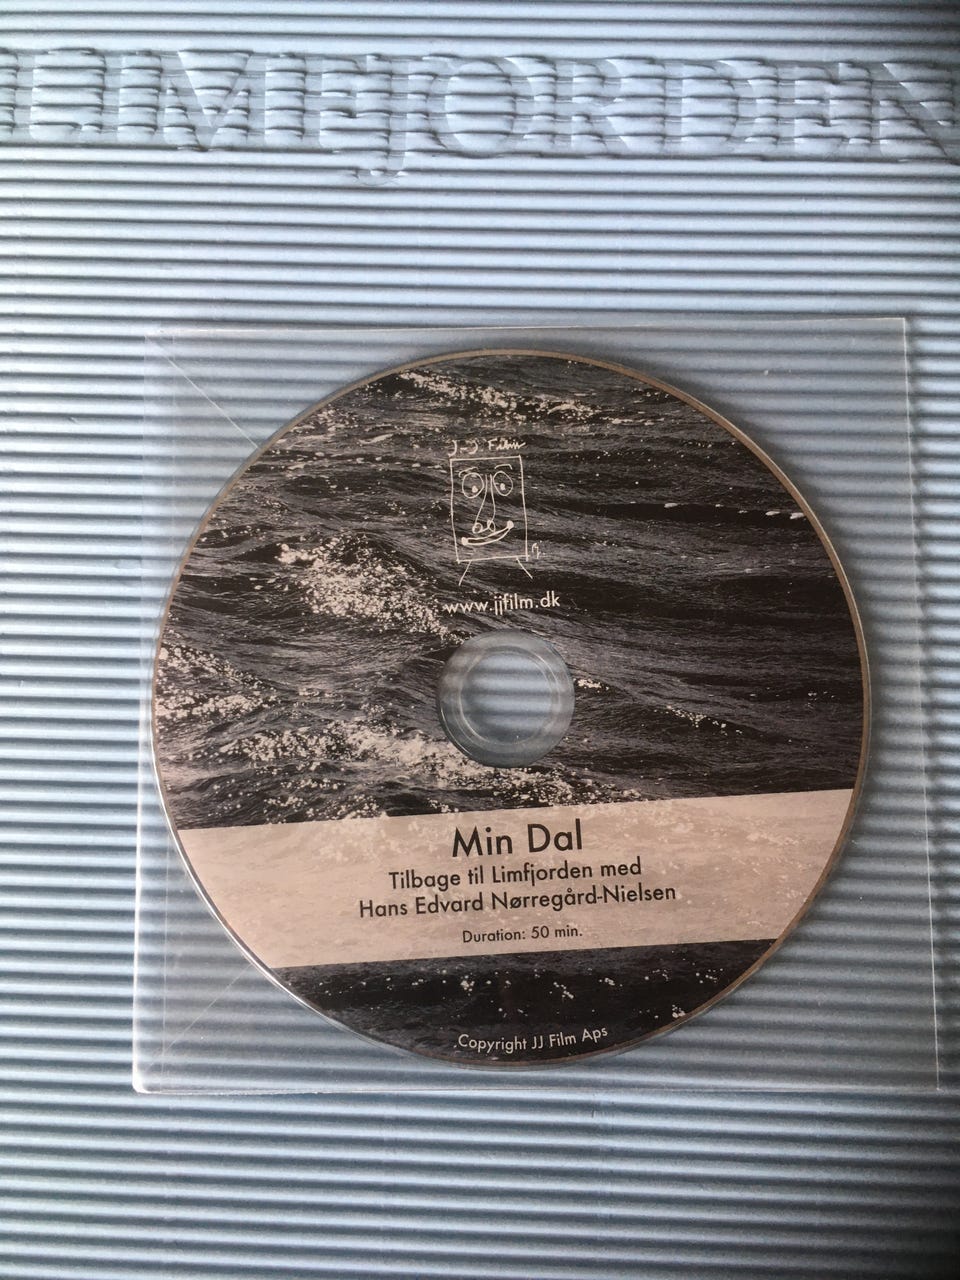 LIMFJORDEN
J-J Film
www.jjfilm.dk
Min Dal
Tilbage til Limfjorden med
Hans Edvard Nørregård-Nielsen
Duration: 50 min.
Copyright JJ Film Aps